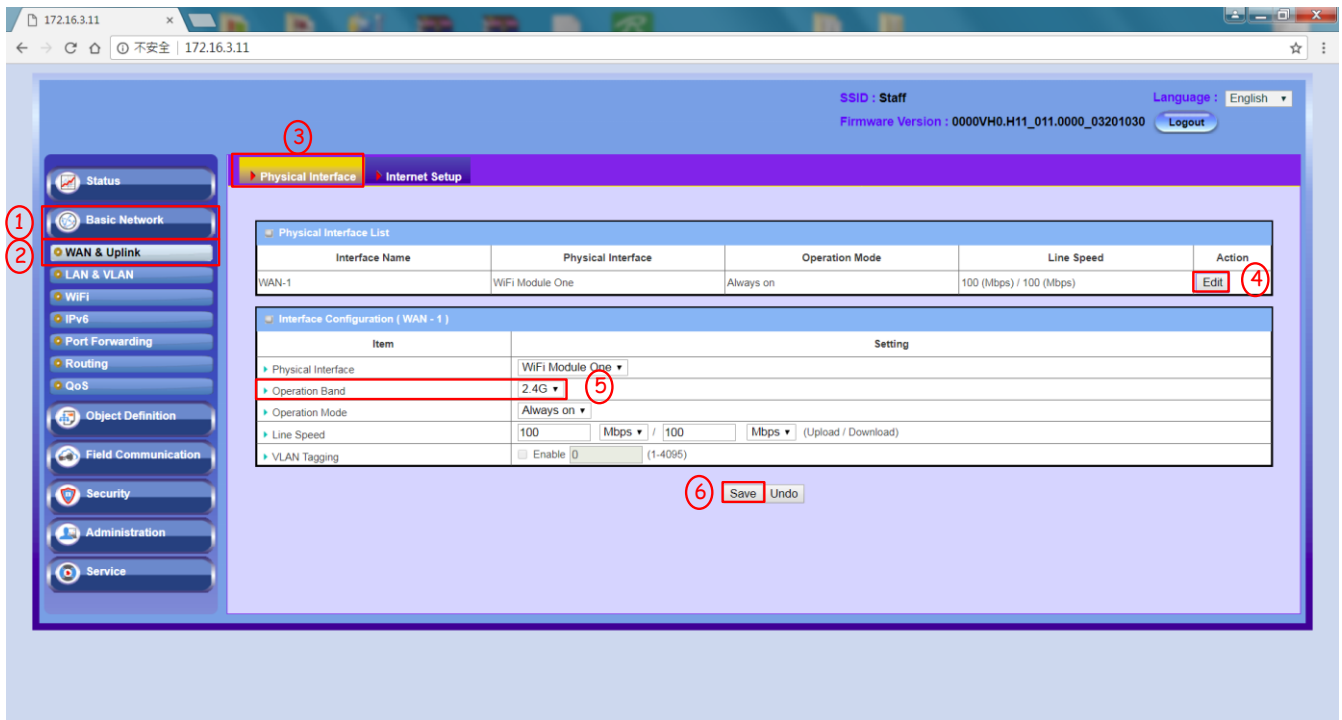 172.16.3.11 ×
不安全 | 172.16.3.11
SSID : Staff
Language : English
Firmware Version : 0000VH0.H11_011.0000_03201030
Logout
3
Physical Interface
Internet Setup
Status
1
Basic Network
2
WAN & Uplink
LAN & VLAN
WiFi
IPv6
Port Forwarding
Routing
QoS
Object Definition
Field Communication
Security
Administration
Service
Physical Interface List
Interface Name Physical Interface Operation Mode Line Speed Action
WAN-1 WiFi Module One Always on 100 (Mbps) / 100 (Mbps) Edit 4
Interface Configuration ( WAN - 1 )
Item Setting
Physical Interface WiFi Module One
Operation Band 2.4G 5
Operation Mode Always on
Line Speed 100 Mbps / 100 Mbps (Upload / Download)
VLAN Tagging Enable 0 (1-4095)
6 Save Undo